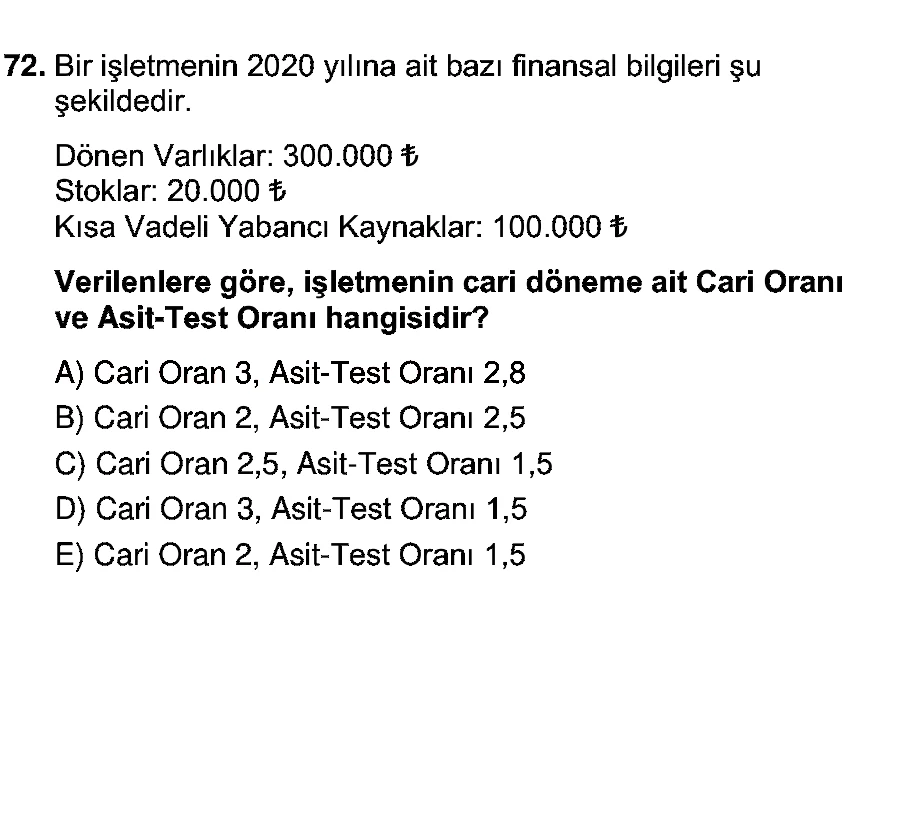 72. Bir işletmenin 2020 yılına ait bazı finansal bilgileri şu
şekildedir.
Dönen Varlıklar: 300.000 ₺
Stoklar: 20.000 ₺
Kısa Vadeli Yabancı Kaynaklar: 100.000 ₺
Verilenlere göre, işletmenin cari döneme ait Cari Oranı
ve Asit-Test Oranı hangisidir?
A) Cari Oran 3, Asit-Test Oranı 2,8
B) Cari Oran 2, Asit-Test Oranı 2,5
C) Cari Oran 2,5, Asit-Test Oranı 1,5
D) Cari Oran 3, Asit-Test Oranı 1,5
E) Cari Oran 2, Asit-Test Oranı 1,5